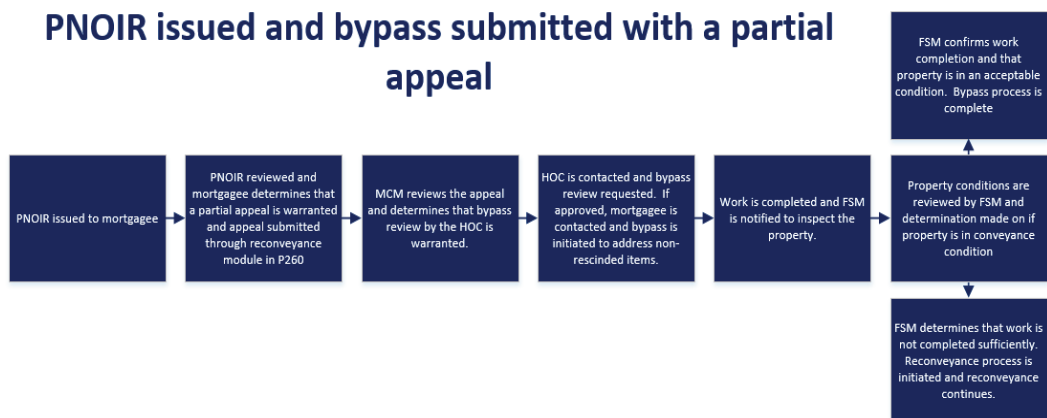 PNOIR issued and bypass submitted with a partial
appeal
PNOIR issued to mortgagee
PNOIR reviewed and
mortgagee determines that
a partial appeal is warranted
and appeal submitted
through reconveyance
module in P260
MCM reviews the appeal
and determines that bypass
review by the HOC is
warranted.
HOC is contacted and bypass
review requested.  If
approved, mortgagee is
contacted and bypass is
initiated to address non-
rescinded items.
Work is completed and FSM
is notified to inspect the
property.
FSM confirms work
completion and that
property is in an acceptable
condition.  Bypass process is
complete
Property conditions are
reviewed by FSM and
determination made on if
property is in conveyance
condition
FSM determines that work is
not completed sufficiently.
Reconveyance process is
initiated and reconveyance
continues.